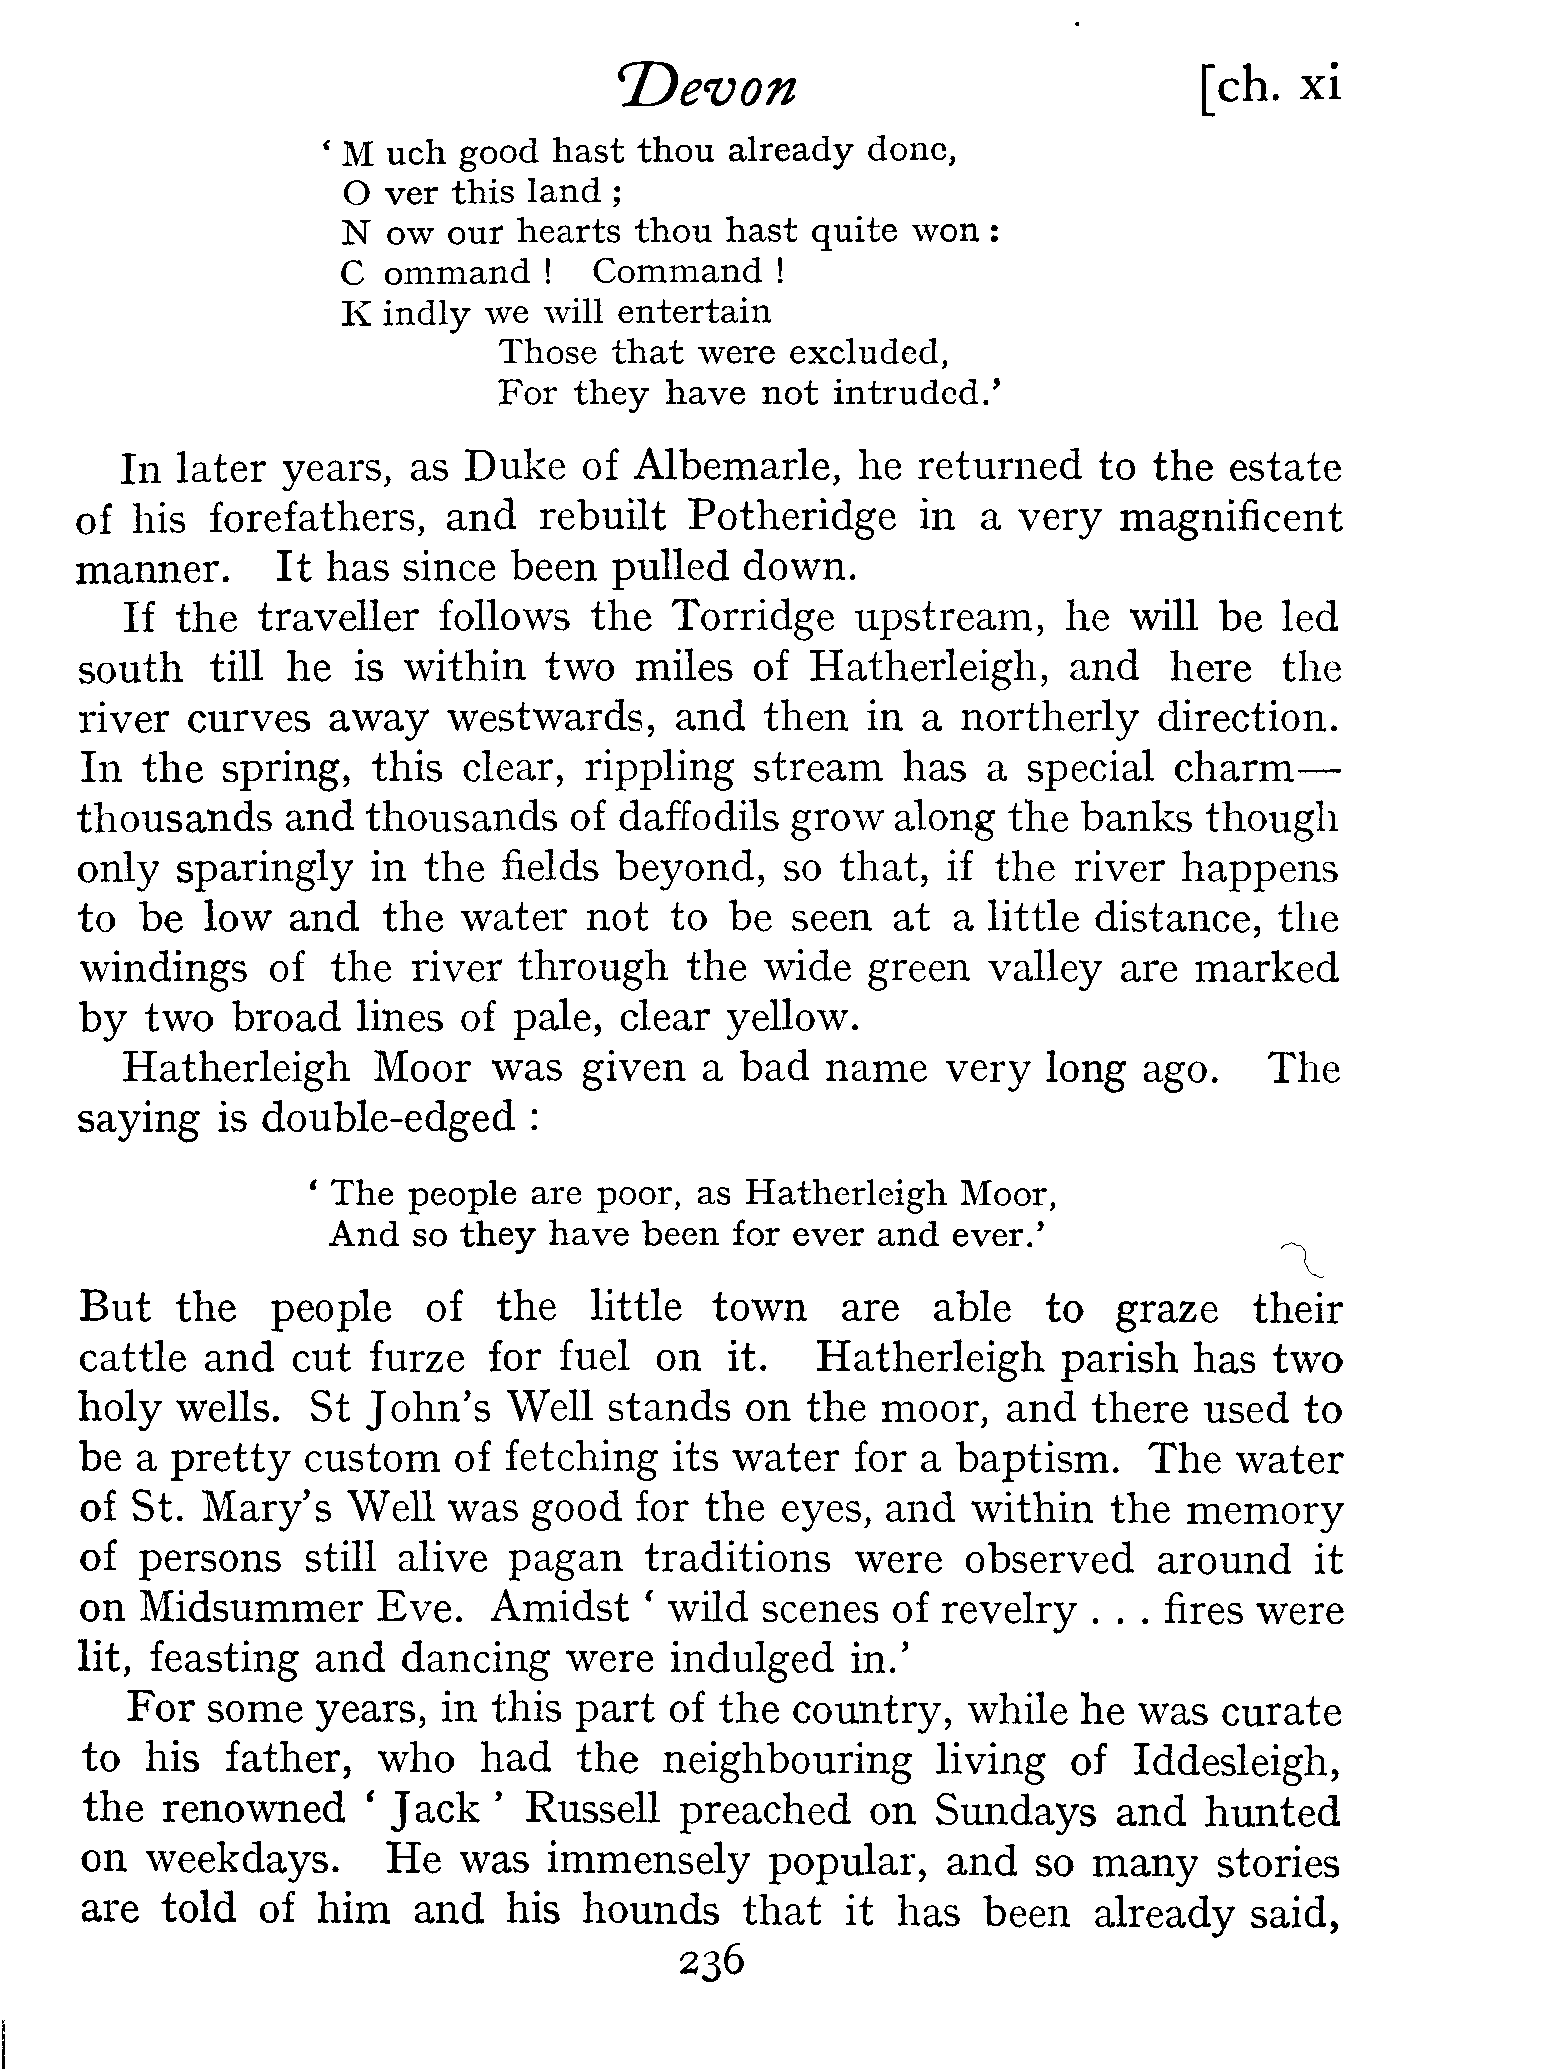 Devon [ch. xi
‘ M uch good hast thou already done,
O ver this land ;
N ow our hearts thou hast quite won :
C ommand ! Command !
K indly we will entertain
Those that were excluded,
For they have not intruded.’
In later years, as Duke of Albemarle, he returned to the estate
of his forefathers, and rebuilt Potheridge in a very magnificent
manner. It has since been pulled down.
If the traveller follows the Torridge upstream, he will be led
south till he is within two miles of Hatherleigh, and here the
river curves away westwards, and then in a northerly direction.
In the spring, this clear, rippling stream has a special charm—
thousands and thousands of daffodils grow along the banks though
only sparingly in the fields beyond, so that, if the river happens
to be low and the water not to be seen at a little distance, the
windings of the river through the wide green valley are marked
by two broad lines of pale, clear yellow.
Hatherleigh Moor was given a bad name very long ago. The
saying is double-edged :
‘ The people are poor, as Hatherleigh Moor,
And so they have been for ever and ever.’
But the people of the little town are able to graze their
cattle and cut furze for fuel on it. Hatherleigh parish has two
holy wells. St John’s Well stands on the moor, and there used to
be a pretty custom of fetching its water for a baptism. The water
of St. Mary’s Well was good for the eyes, and within the memory
of persons still alive pagan traditions were observed around it
on Midsummer Eve. Amidst ‘ wild scenes of revelry . . . fires were
lit, feasting and dancing were indulged in.’
For some years, in this part of the country, while he was curate
to his father, who had the neighbouring living of Iddesleigh,
the renowned ‘ Jack ’ Russell preached on Sundays and hunted
on weekdays. He was immensely popular, and so many stories
are told of him and his hounds that it has been already said,
236